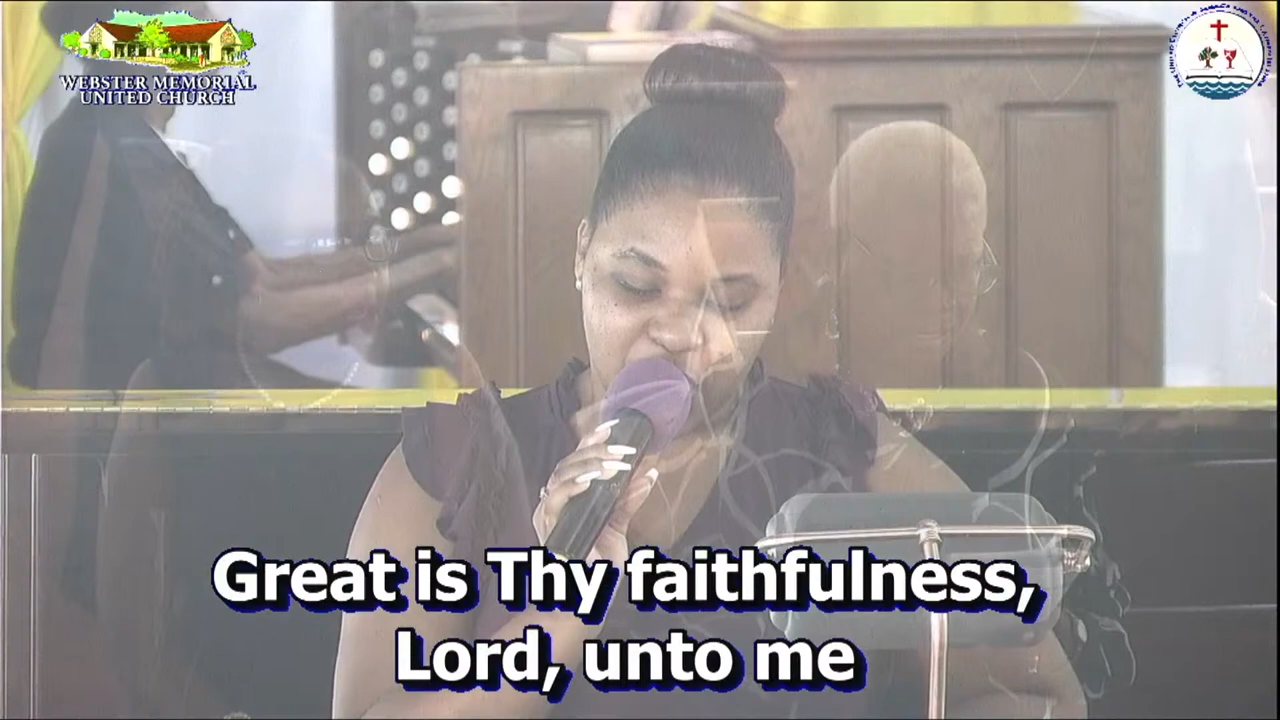 WEBSTER MEMORIAL
UNITED CHURCH
Great is Thy faithfulness,
Lord, unto me